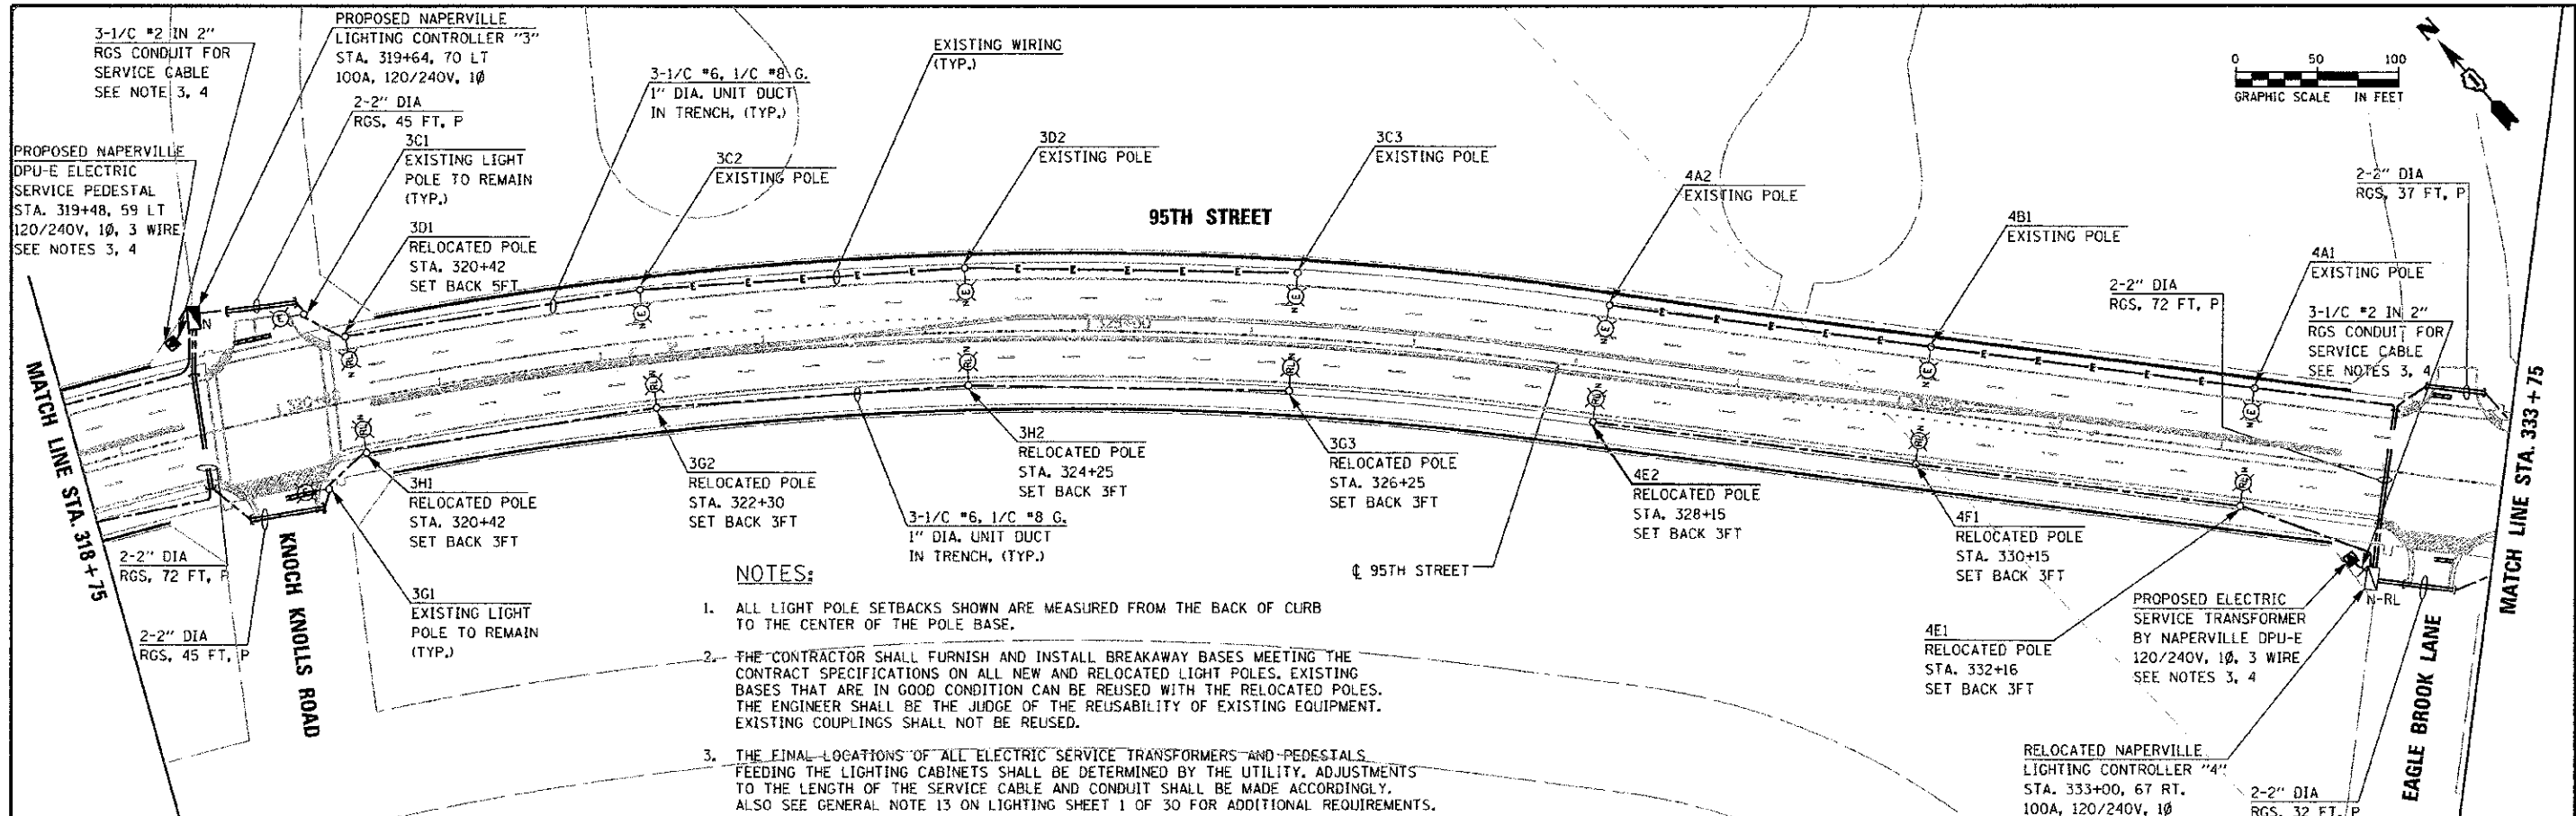 3-1/C #2 IN 2"
RGS CONDUIT FOR
SERVICE CABLE
SEE NOTE 3, 4
PROPOSED NAPERVILLE
LIGHTING CONTROLLER "3"
STA. 319+64, 70 LT
100A, 120/240V, 1Ø
2-2" DIA
RGS, 45 FT, P
3C1
EXISTING LIGHT
POLE TO REMAIN
(TYP.)
PROPOSED NAPERVILLE
DPU-E ELECTRIC
SERVICE PEDESTAL
STA. 319+48, 59 LT
120/240V, 1Ø, 3 WIRE
SEE NOTES 3, 4
3D1
RELOCATED POLE
STA. 320+42
SET BACK 5FT
3-1/C #6, 1/C #8 G.
1" DIA. UNIT DUCT
IN TRENCH, (TYP.)
3C2
EXISTING POLE
EXISTING WIRING
(TYP.)
3D2
EXISTING POLE
3C3
EXISTING POLE
95TH STREET
4A2
EXISTING POLE
4B1
EXISTING POLE
4A1
EXISTING POLE
N
0 50 100
GRAPHIC SCALE IN FEET
2-2" DIA
RGS, 37 FT, P
2-2" DIA
RGS, 72 FT, P
3-1/C #2 IN 2"
RGS CONDUIT FOR
SERVICE CABLE
SEE NOTES 3, 4
MATCH LINE STA. 318+75
MATCH LINE STA. 333+75
2-2" DIA
RGS, 72 FT, P
2-2" DIA
RGS, 45 FT, P
KNOCH KNOLLS ROAD
3H1
RELOCATED POLE
STA. 320+42
SET BACK 3FT
3G1
EXISTING LIGHT
POLE TO REMAIN
(TYP.)
3G2
RELOCATED POLE
STA. 322+30
SET BACK 3FT
3-1/C #6, 1/C #8 G.
1" DIA. UNIT DUCT
IN TRENCH, (TYP.)
3H2
RELOCATED POLE
STA. 324+25
SET BACK 3FT
3G3
RELOCATED POLE
STA. 326+25
SET BACK 3FT
℄ 95TH STREET
4E2
RELOCATED POLE
STA. 328+15
SET BACK 3FT
4F1
RELOCATED POLE
STA. 330+15
SET BACK 3FT
4E1
RELOCATED POLE
STA. 332+16
SET BACK 3FT
PROPOSED ELECTRIC
SERVICE TRANSFORMER
BY NAPERVILLE DPU-E
120/240V, 1Ø, 3 WIRE
SEE NOTES 3, 4
N-RL
RELOCATED NAPERVILLE
LIGHTING CONTROLLER "4"
STA. 333+00, 67 RT.
100A, 120/240V, 1Ø
2-2" DIA
RGS, 32 FT, P
EAGLE BROOK LANE
NOTES:
1. ALL LIGHT POLE SETBACKS SHOWN ARE MEASURED FROM THE BACK OF CURB
TO THE CENTER OF THE POLE BASE.
2. THE CONTRACTOR SHALL FURNISH AND INSTALL BREAKAWAY BASES MEETING THE
CONTRACT SPECIFICATIONS ON ALL NEW AND RELOCATED LIGHT POLES. EXISTING
BASES THAT ARE IN GOOD CONDITION CAN BE REUSED WITH THE RELOCATED POLES.
THE ENGINEER SHALL BE THE JUDGE OF THE REUSABILITY OF EXISTING EQUIPMENT.
EXISTING COUPLINGS SHALL NOT BE REUSED.
3. THE FINAL LOCATIONS OF ALL ELECTRIC SERVICE TRANSFORMERS AND PEDESTALS
FEEDING THE LIGHTING CABINETS SHALL BE DETERMINED BY THE UTILITY. ADJUSTMENTS
TO THE LENGTH OF THE SERVICE CABLE AND CONDUIT SHALL BE MADE ACCORDINGLY.
ALSO SEE GENERAL NOTE 13 ON LIGHTING SHEET 1 OF 30 FOR ADDITIONAL REQUIREMENTS.